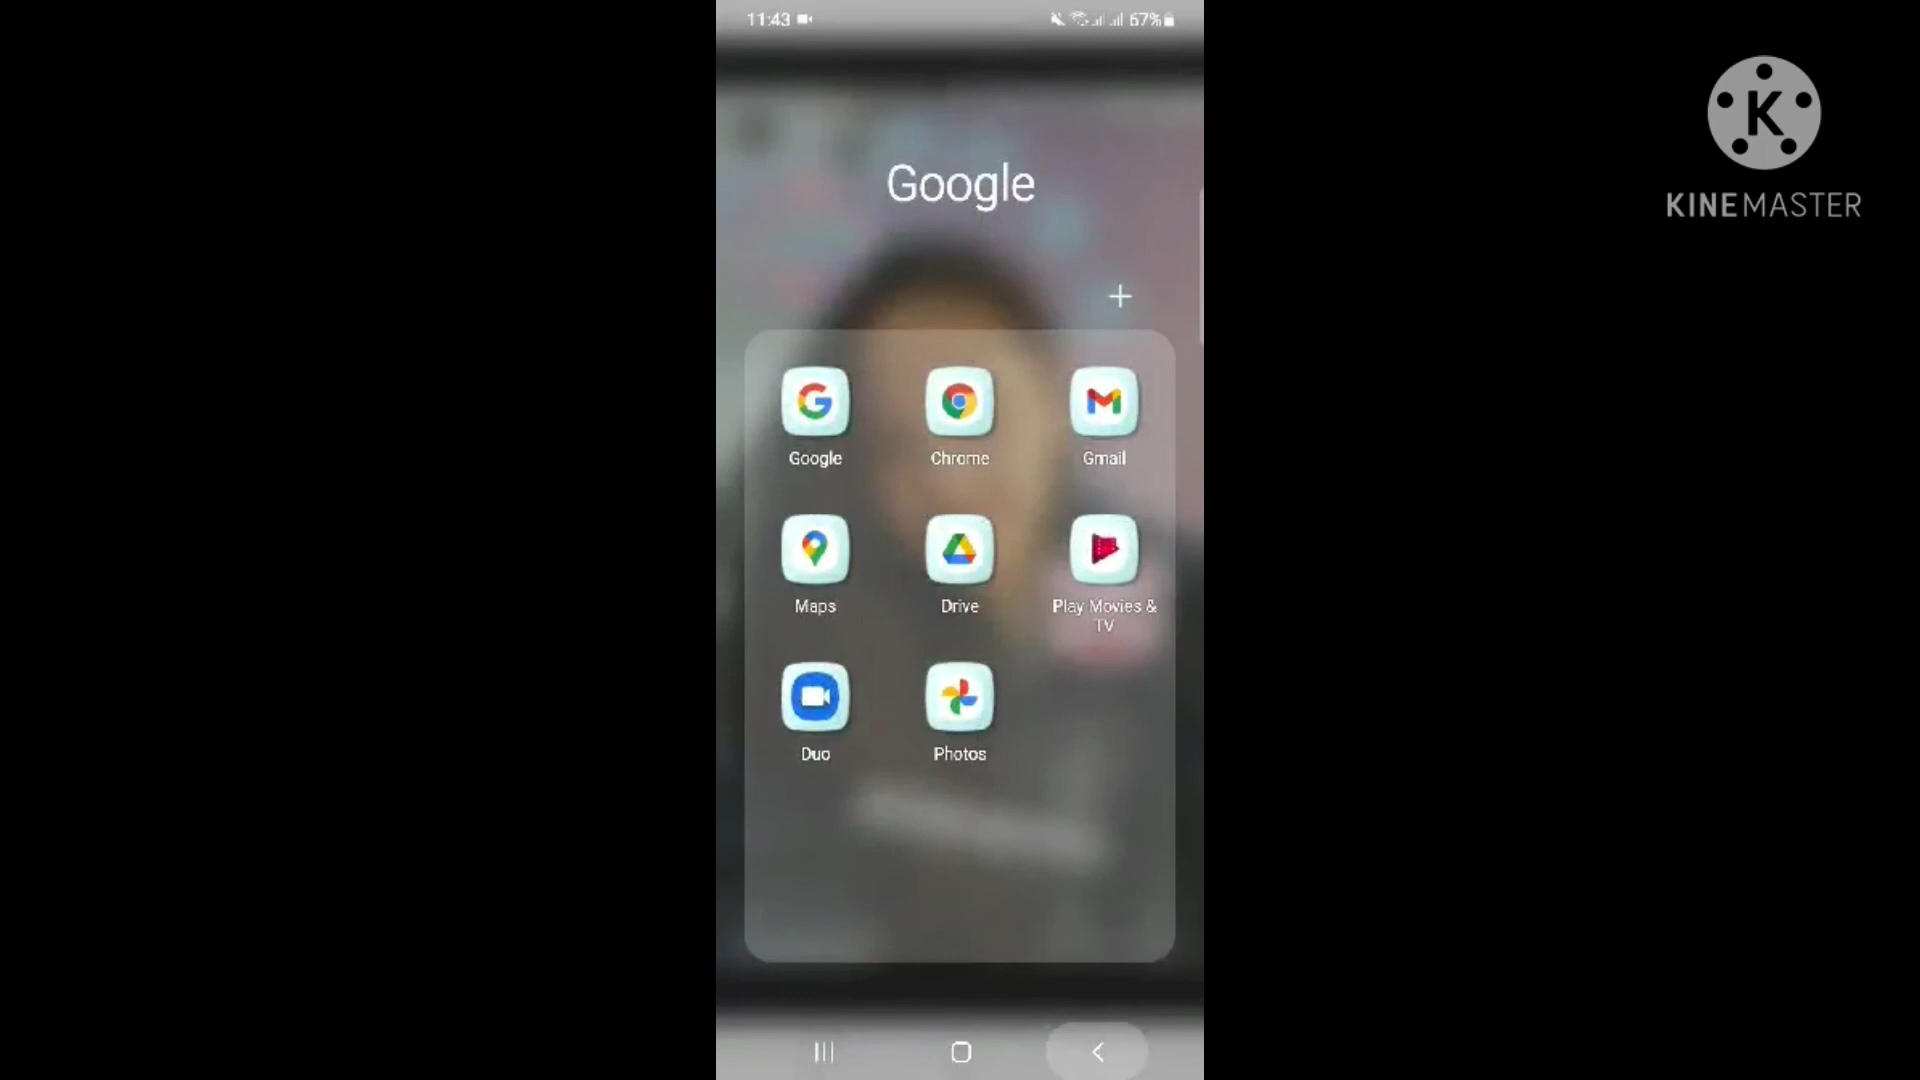 11:43
67%
K
KINEMASTER
Google
Google
Chrome
Gmail
Maps
Drive
Play Movies &
TV
Duo
Photos